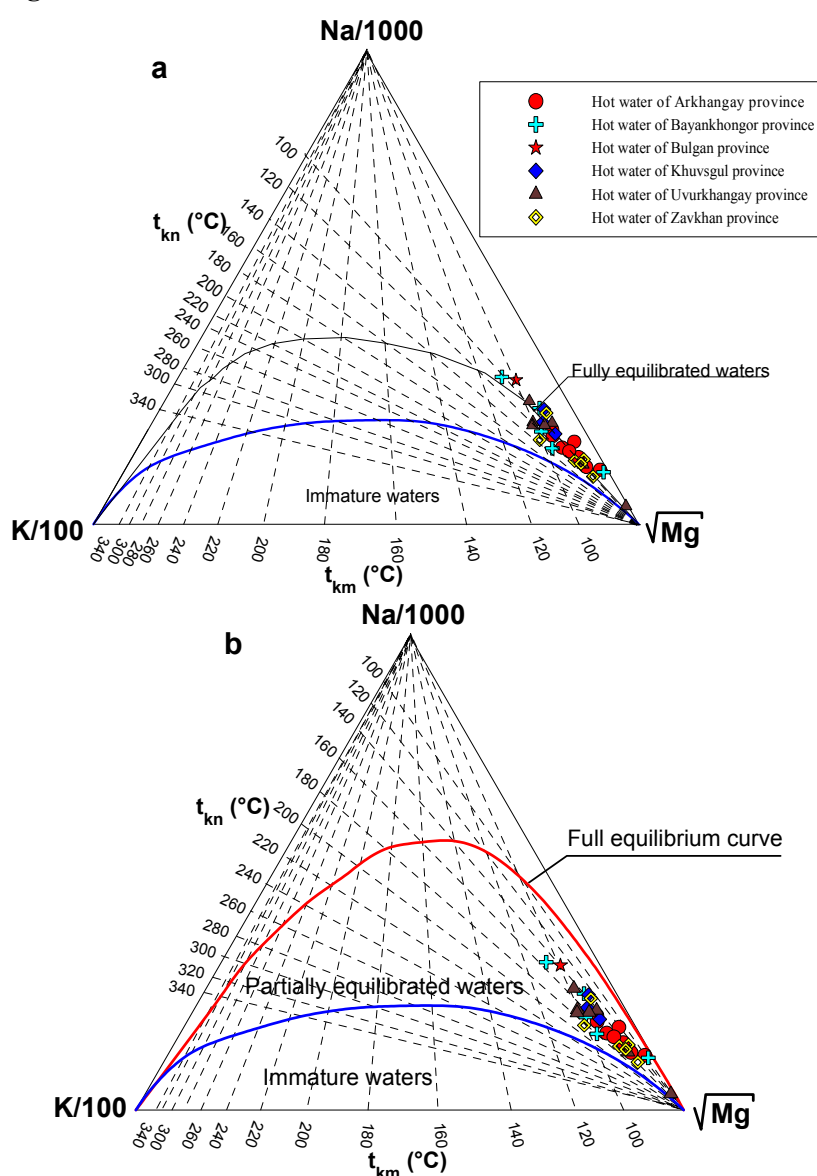 Na/1000
a
Hot water of Arkhangay province
Hot water of Bayankhongor province
Hot water of Bulgan province
Hot water of Khuvsgul province
Hot water of Uvurkhangay province
Hot water of Zavkhan province
100
120
140
160
180
200
220
240
260
280
300
340
tkn (°C)
Fully equilibrated waters
Immature waters
K/100
√Mg
340
300
280
260
240
220
200
180
160
140
120
100
tkm (°C)
Na/1000
b
100
120
140
160
180
200
220
240
260
280
300
320
340
tkn (°C)
Full equilibrium curve
Partially equilibrated waters
Immature waters
K/100
√Mg
340
300
280
260
240
220
200
180
160
140
120
100
tkm (°C)